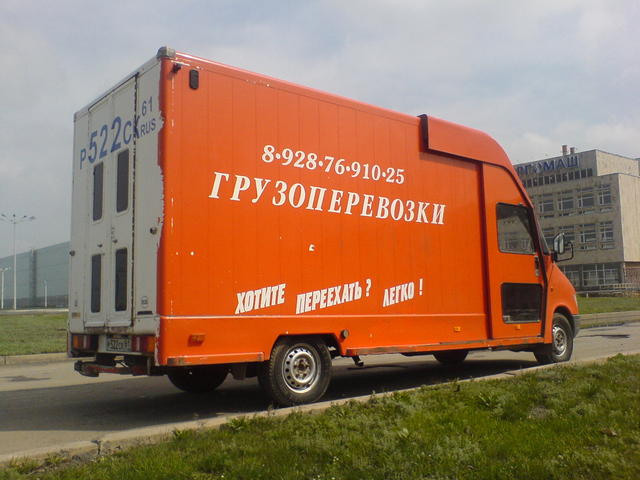 8·928·76·910·25
ГРУЗОПЕРЕВОЗКИ
ХОТИТЕ ПЕРЕЕХАТЬ ? ЛЕГКО !
Р522СК 61
RUS